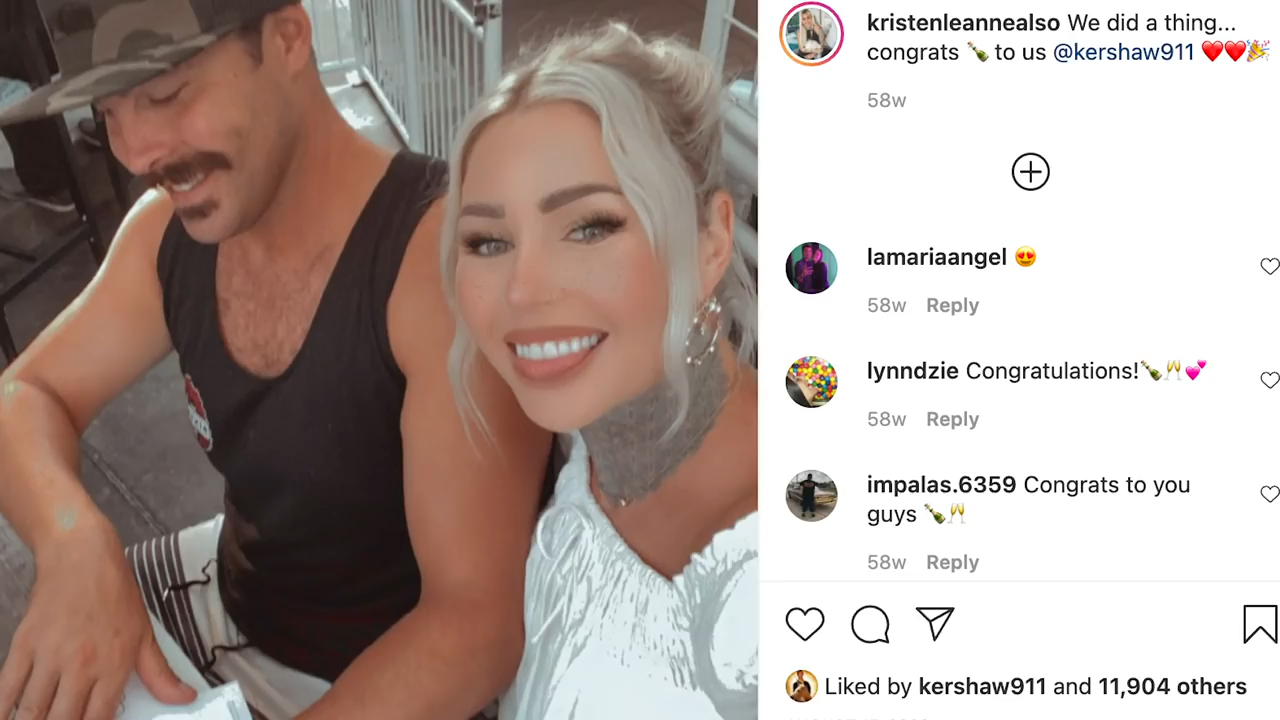 kristenleannealso We did a thing...
congrats 🍾 to us @kershaw911 ❤️❤️🎉
58w
lamariaangel 😍
58w Reply
lynndzie Congratulations!🍾🥂💕
58w Reply
impalas.6359 Congrats to you
guys 🍾🥂
58w Reply
Liked by kershaw911 and 11,904 others